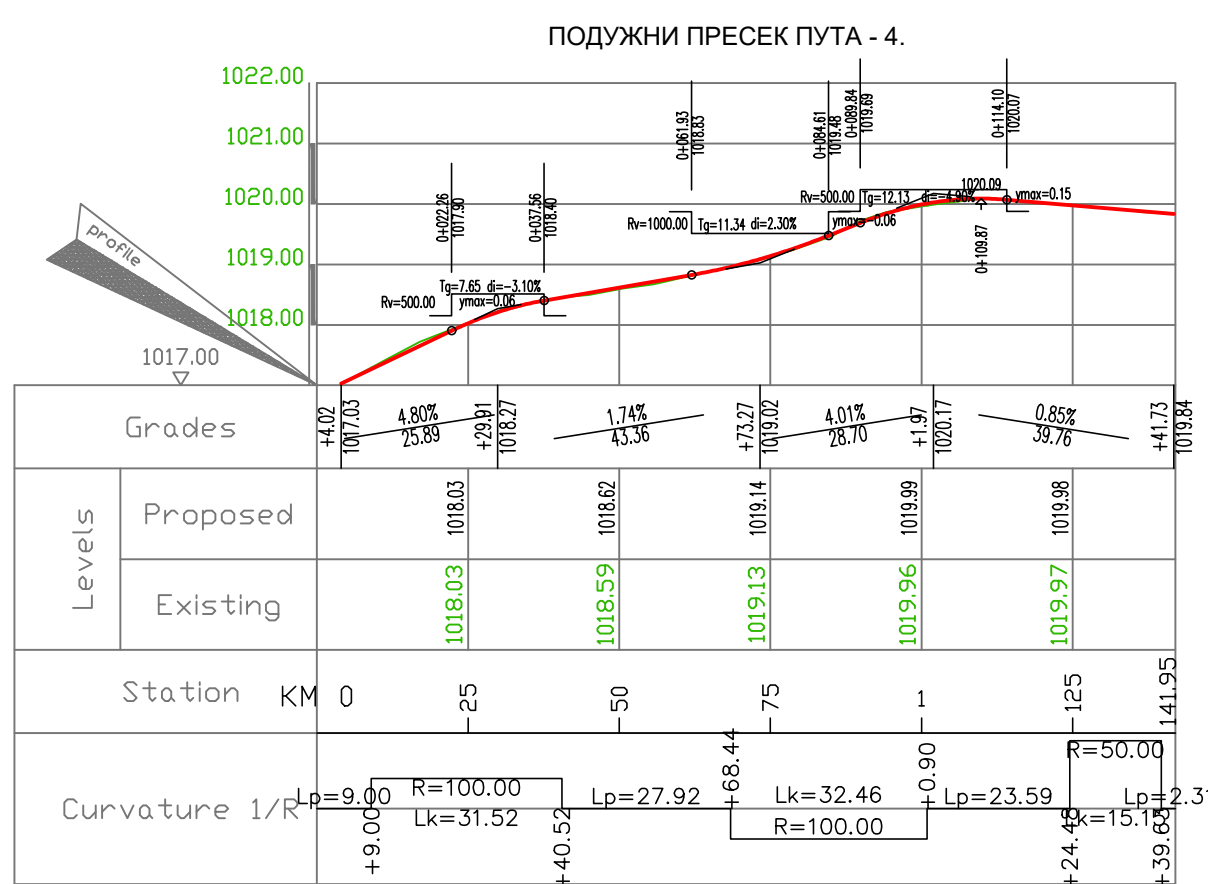 ПОДУЖНИ ПРЕСЕК ПУТА - 4.
1022.00
1021.00
1020.00
1019.00
1018.00
profile
1017.00
0+022.26
1017.90
0+037.56
1018.40
Rv=500.00
Tg=7.65 di=-3.10%
ymax=0.06
0+061.93
1018.83
0+084.61
1019.48
Rv=1000.00
Tg=11.34 di=2.30%
ymax=0.06
0+089.84
1019.69
0+114.10
1020.07
Rv=500.00
Tg=12.13 di=-4.90%
ymax=0.15
1020.09
0+109.87
Grades
+4.02
1017.03
4.80%
25.89
+29.91
1018.27
1.74%
43.36
+73.27
1019.02
4.01%
28.70
+1.97
1020.17
0.85%
39.76
+41.73
1019.84
Levels
Proposed
1018.03
1018.62
1019.14
1019.99
1019.98
Existing
1018.03
1018.59
1019.13
1019.96
1019.97
Station KM 0
25
50
75
1
125
141.95
Curvature 1/R
Lp=9.00
+9.00
R=100.00
Lk=31.52
+40.52
Lp=27.92
+68.44
Lk=32.46
R=100.00
+0.90
Lp=23.59
+24.48
R=50.00
Lk=15.15
+39.63
Lp=2.31